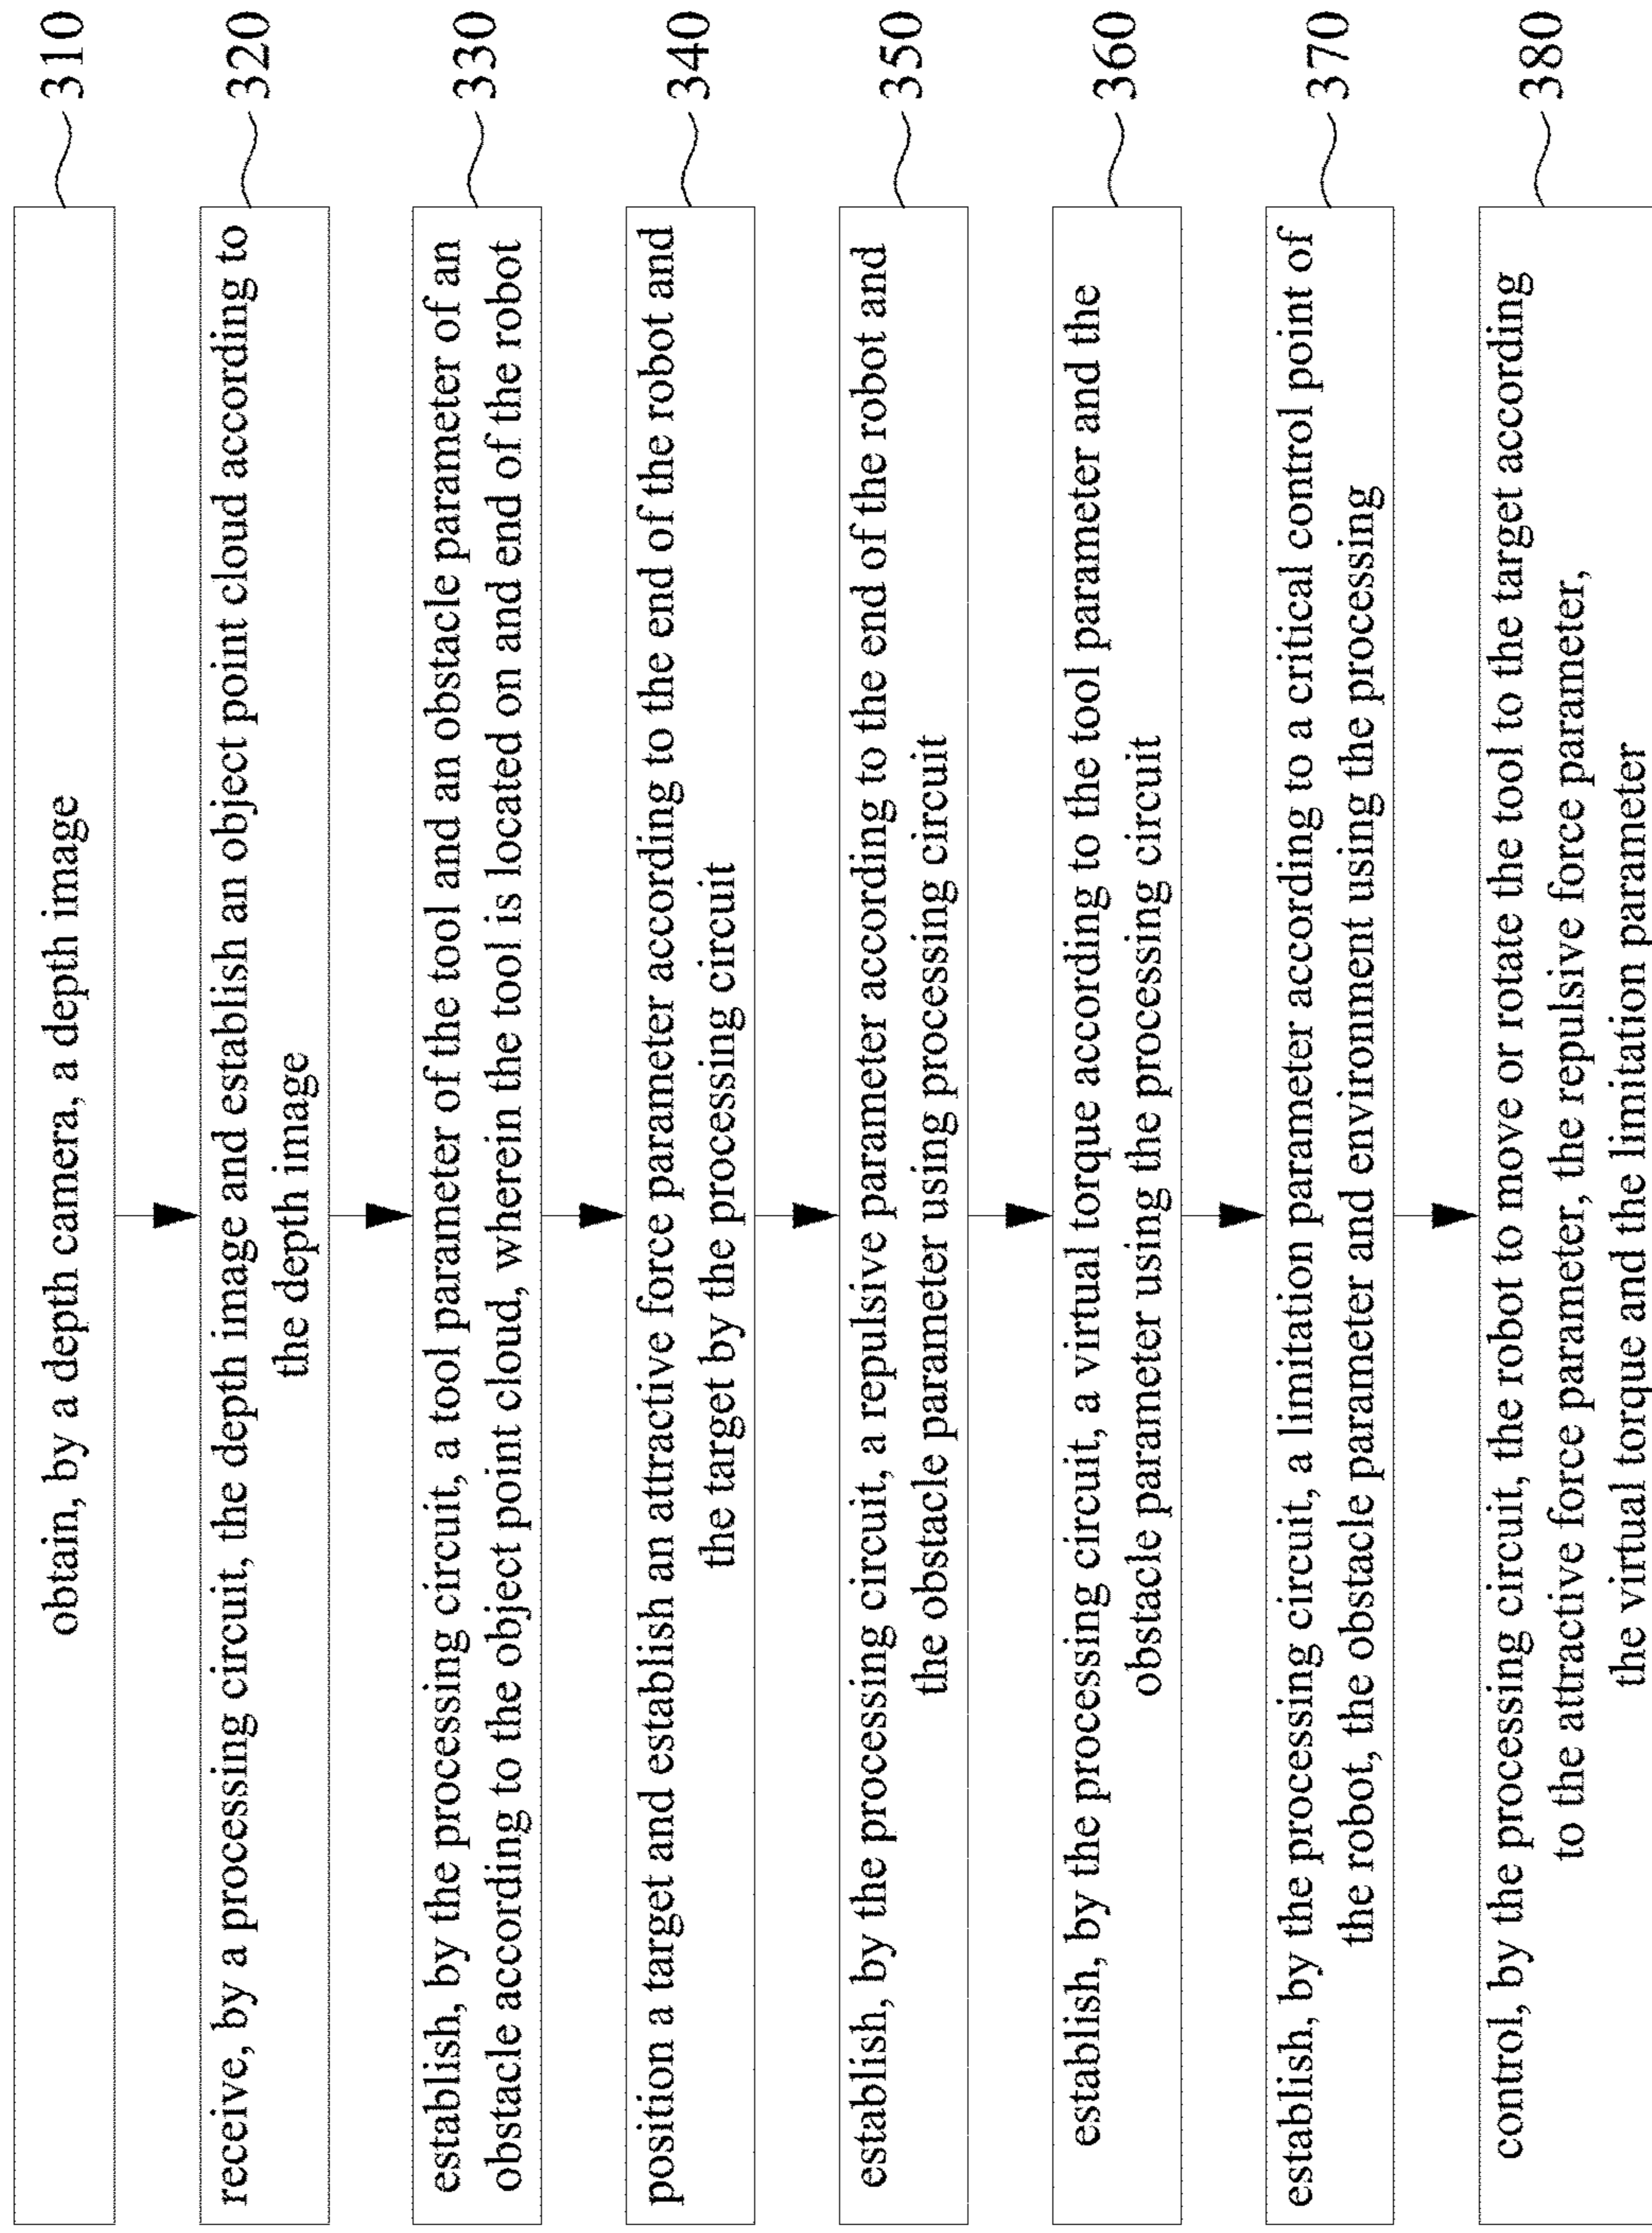 obtain, by a depth camera, a depth image
310
receive, by a processing circuit, the depth image and establish an object point cloud according to
the depth image
320
establish, by the processing circuit, a tool parameter of the tool and an obstacle parameter of an
obstacle according to the object point cloud, wherein the tool is located on and end of the robot
330
position a target and establish an attractive force parameter according to the end of the robot and
the target by the processing circuit
340
establish, by the processing circuit, a repulsive parameter according to the end of the robot and
the obstacle parameter using processing circuit
350
establish, by the processing circuit, a virtual torque according to the tool parameter and the
obstacle parameter using the processing circuit
360
establish, by the processing circuit, a limitation parameter according to a critical control point of
the robot, the obstacle parameter and environment using the processing
370
control, by the processing circuit, the robot to move or rotate the tool to the target according
to the attractive force parameter, the repulsive force parameter,
the virtual torque and the limitation parameter
380